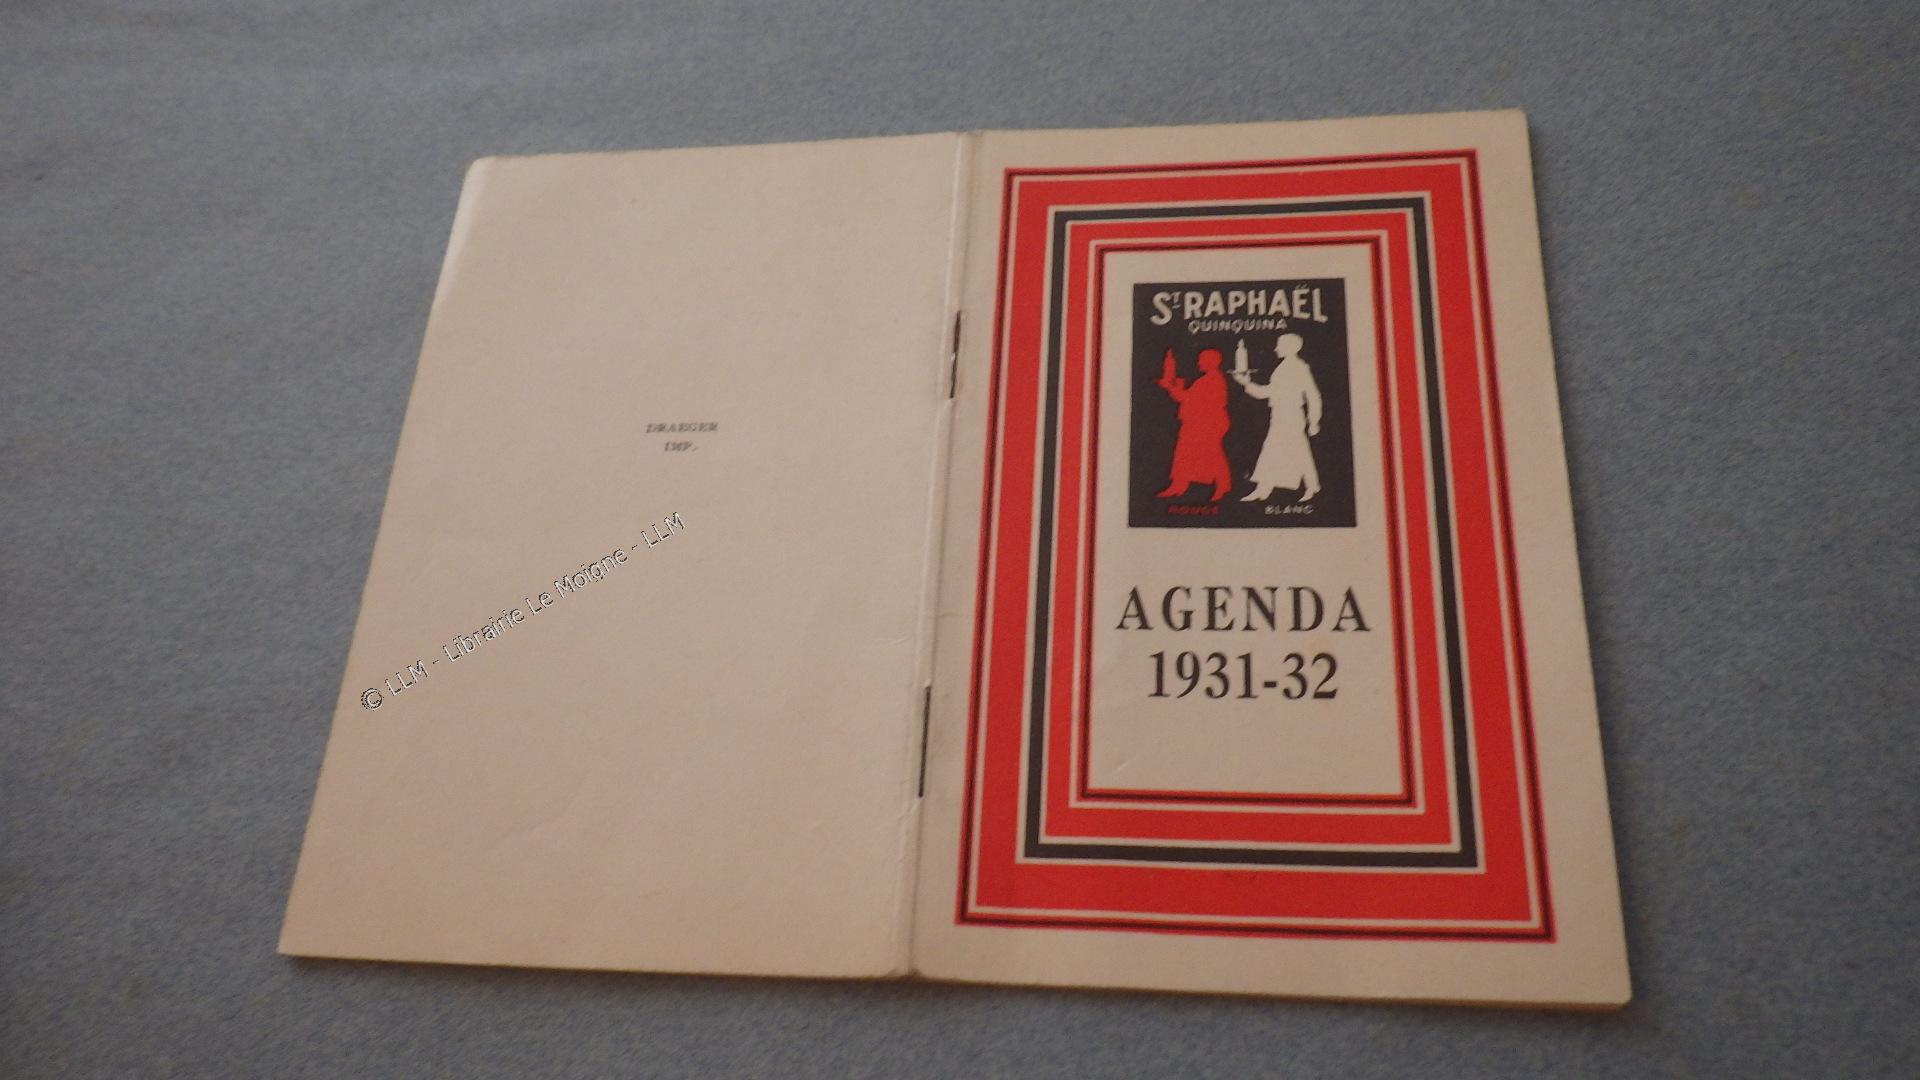 DRAEGER
IMP.
© LLM - Librairie Le Moigne - LLM
ST RAPHAËL
QUINQUINA
ROUGE BLANC
AGENDA
1931-32